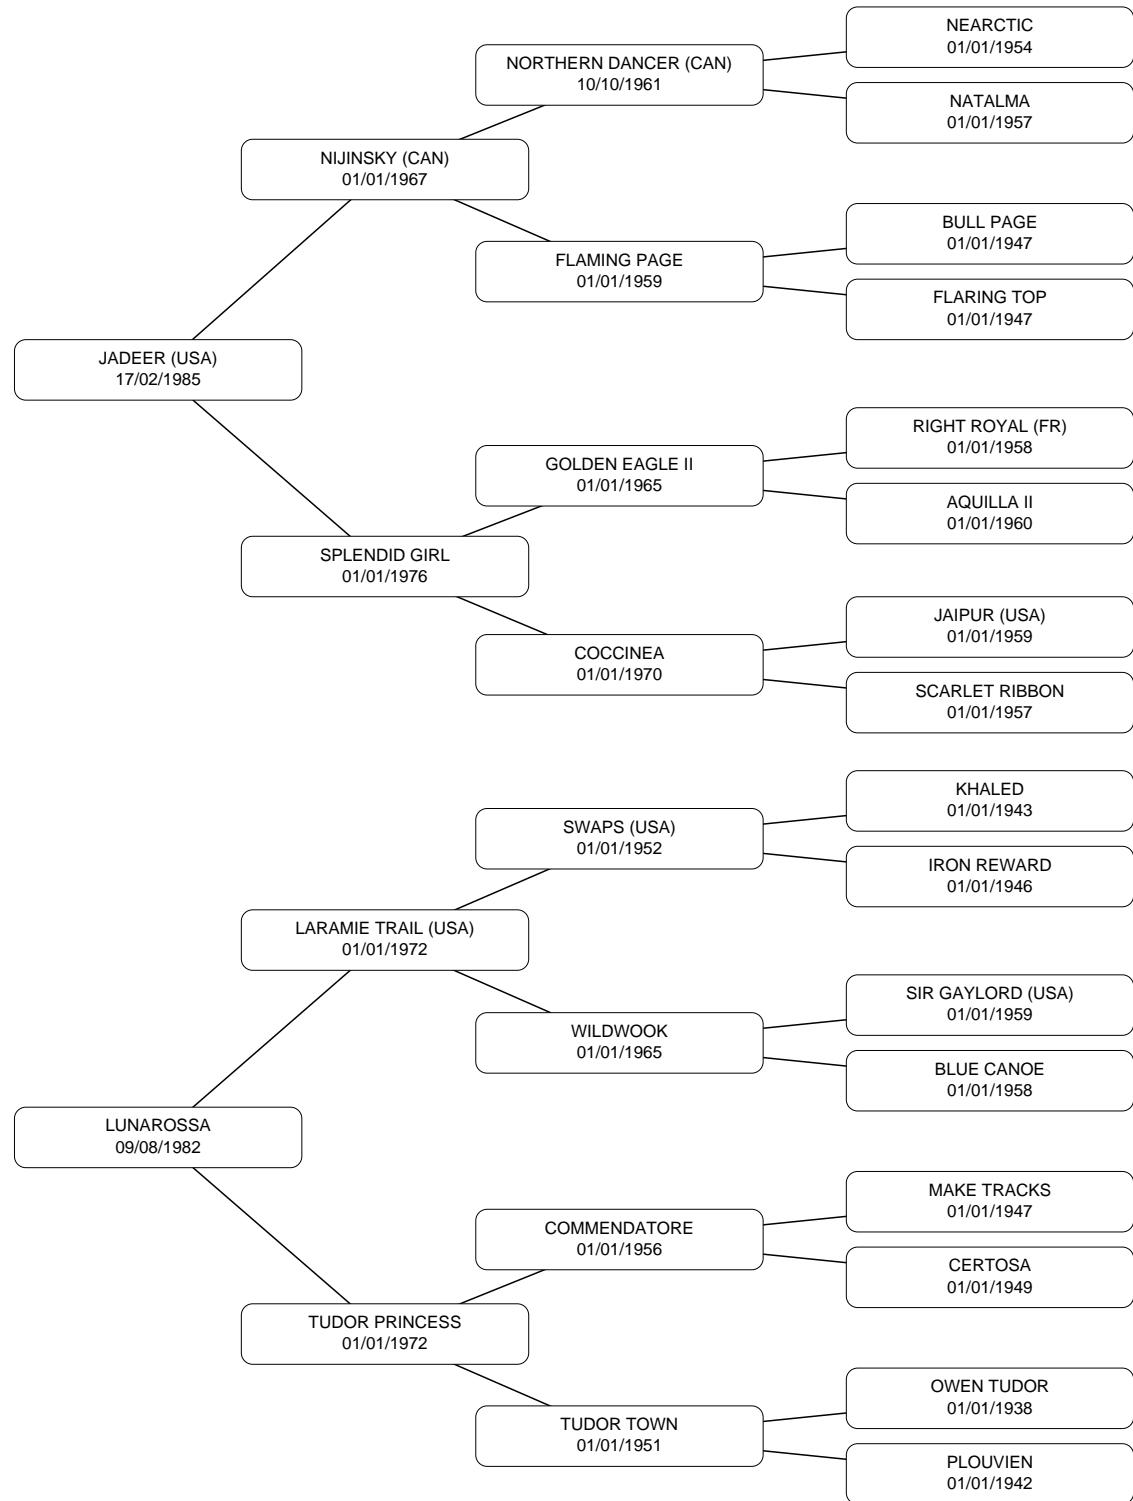 NEARCTIC
01/01/1954
NORTHERN DANCER (CAN)
10/10/1961
NATALMA
01/01/1957
NIJINSKY (CAN)
01/01/1967
BULL PAGE
01/01/1947
FLAMING PAGE
01/01/1959
FLARING TOP
01/01/1947
JADEER (USA)
17/02/1985
RIGHT ROYAL (FR)
01/01/1958
GOLDEN EAGLE II
01/01/1965
AQUILLA II
01/01/1960
SPLENDID GIRL
01/01/1976
JAIPUR (USA)
01/01/1959
COCCINEA
01/01/1970
SCARLET RIBBON
01/01/1957
KHALED
01/01/1943
SWAPS (USA)
01/01/1952
IRON REWARD
01/01/1946
LARAMIE TRAIL (USA)
01/01/1972
SIR GAYLORD (USA)
01/01/1959
WILDWOOK
01/01/1965
BLUE CANOE
01/01/1958
LUNAROSSA
09/08/1982
MAKE TRACKS
01/01/1947
COMMENDATORE
01/01/1956
CERTOSA
01/01/1949
TUDOR PRINCESS
01/01/1972
OWEN TUDOR
01/01/1938
TUDOR TOWN
01/01/1951
PLOUVIEN
01/01/1942